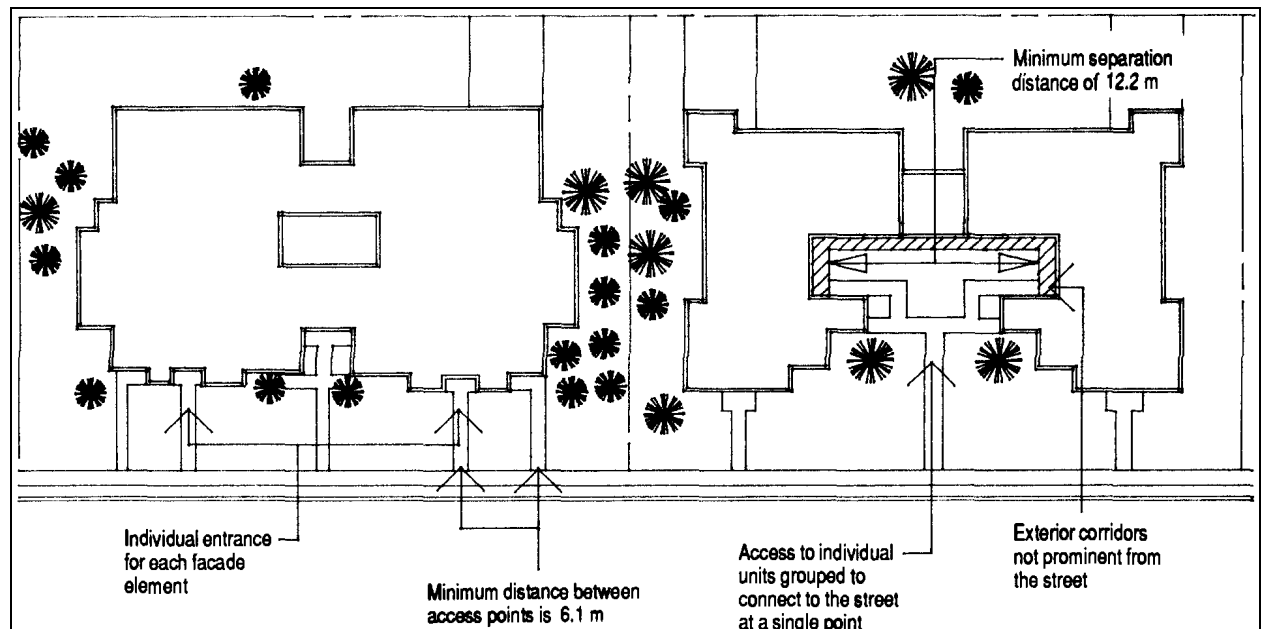 Minimum separation
distance of 12.2 m
Individual entrance
for each facade
element
Minimum distance between
access points is 6.1 m
Access to individual
units grouped to
connect to the street
at a single point
Exterior corridors
not prominent from
the street